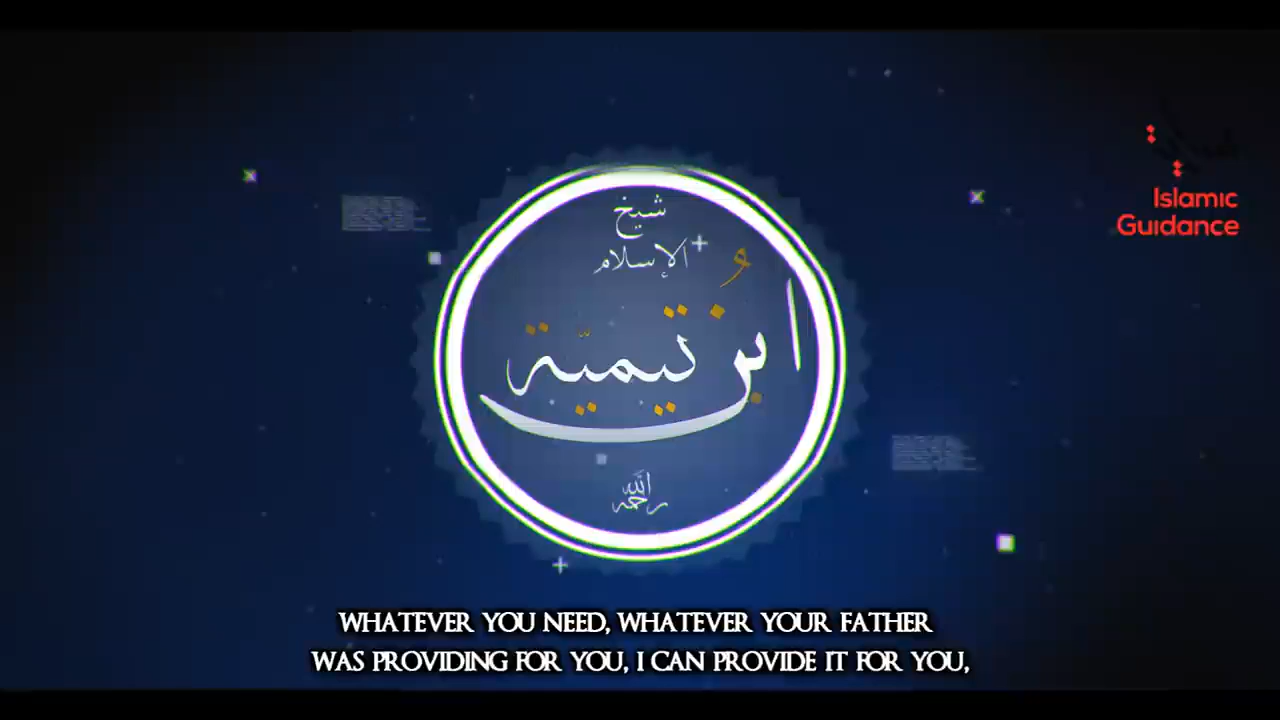 شيخ
الإسلام
ابنُ تيميّة
رحمه الله
Islamic
Guidance
WHATEVER YOU NEED, WHATEVER YOUR FATHER
WAS PROVIDING FOR YOU, I CAN PROVIDE IT FOR YOU,